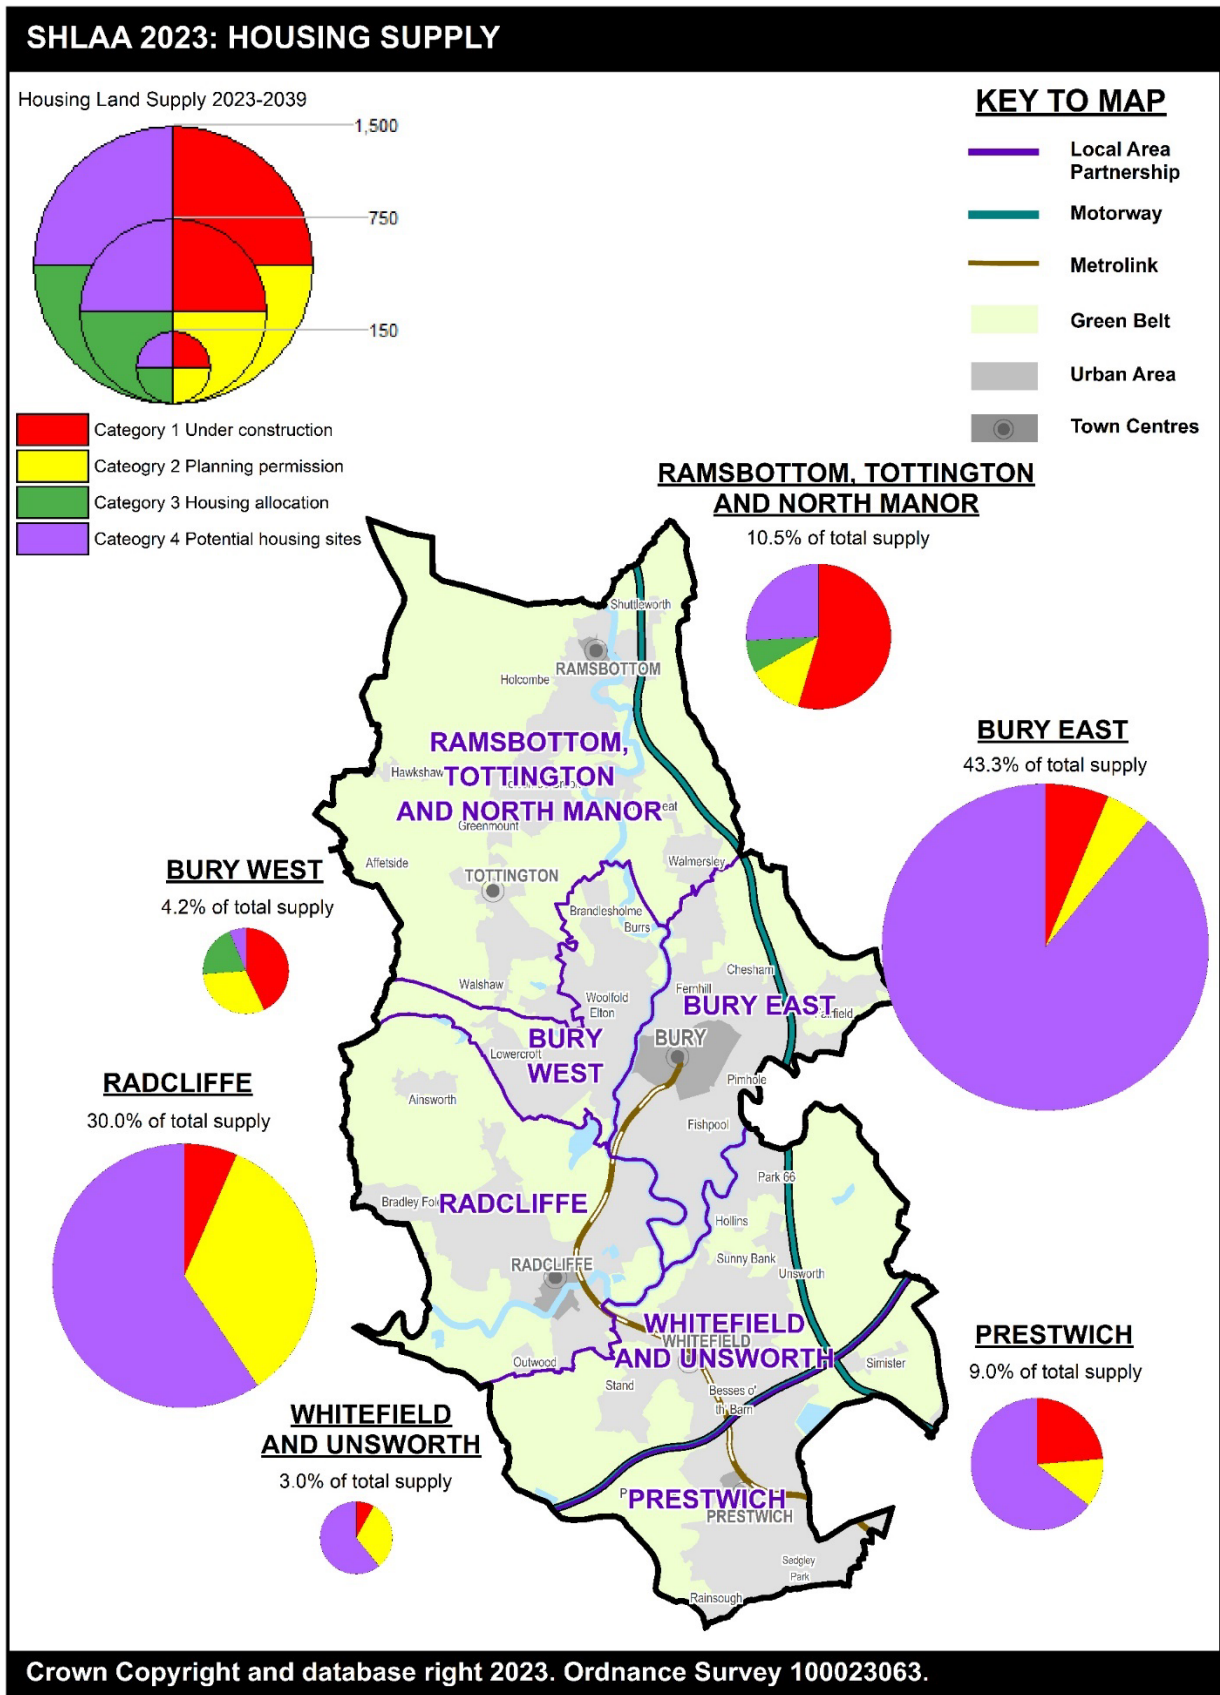 SHLAA 2023: HOUSING SUPPLY
Housing Land Supply 2023-2039
1,500
750
150
Category 1 Under construction
Cateogry 2 Planning permission
Category 3 Housing allocation
Cateogry 4 Potential housing sites
KEY TO MAP
Local Area
Partnership
Motorway
Metrolink
Green Belt
Urban Area
Town Centres
RAMSBOTTOM, TOTTINGTON
AND NORTH MANOR
10.5% of total supply
BURY EAST
43.3% of total supply
BURY WEST
4.2% of total supply
RADCLIFFE
30.0% of total supply
WHITEFIELD
AND UNSWORTH
3.0% of total supply
PRESTWICH
9.0% of total supply
Shuttleworth
RAMSBOTTOM
Holcombe
RAMSBOTTOM,
TOTTINGTON
AND NORTH MANOR
Hawkshaw
Greenmount
Affetside
TOTTINGTON
Walmersley
Brandlesholme
Burrs
Walshaw
Woolfold
Elton
Chesham
Fernhill
BURY EAST
BURY
WEST
BURY
Lowercroft
Ainsworth
Pimhole
Fishpool
Park 66
RADCLIFFE
Hollins
Sunny Bank
Unsworth
RADCLIFFE
WHITEFIELD
AND UNSWORTH
WHITEFIELD
Outwood
Stand
Simister
Besses o'
th' Barn
PRESTWICH
PRESTWICH
Sedgley
Park
Rainsough
Bradley
Crown Copyright and database right 2023. Ordnance Survey 100023063.